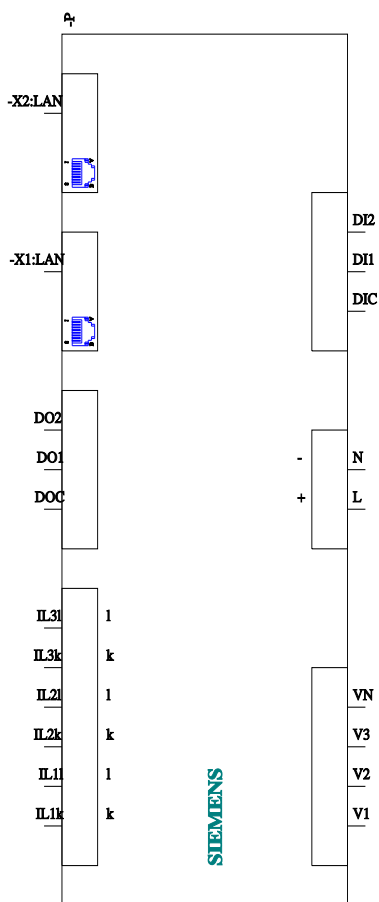 -P
-X2:LAN
-X1:LAN
DI2
DI1
DIC
DO2
DO1
DOC
- N
+ L
IL3l l
IL3k k
IL2l l
IL2k k
IL1l l
IL1k k
VN
V3
V2
V1
SIEMENS